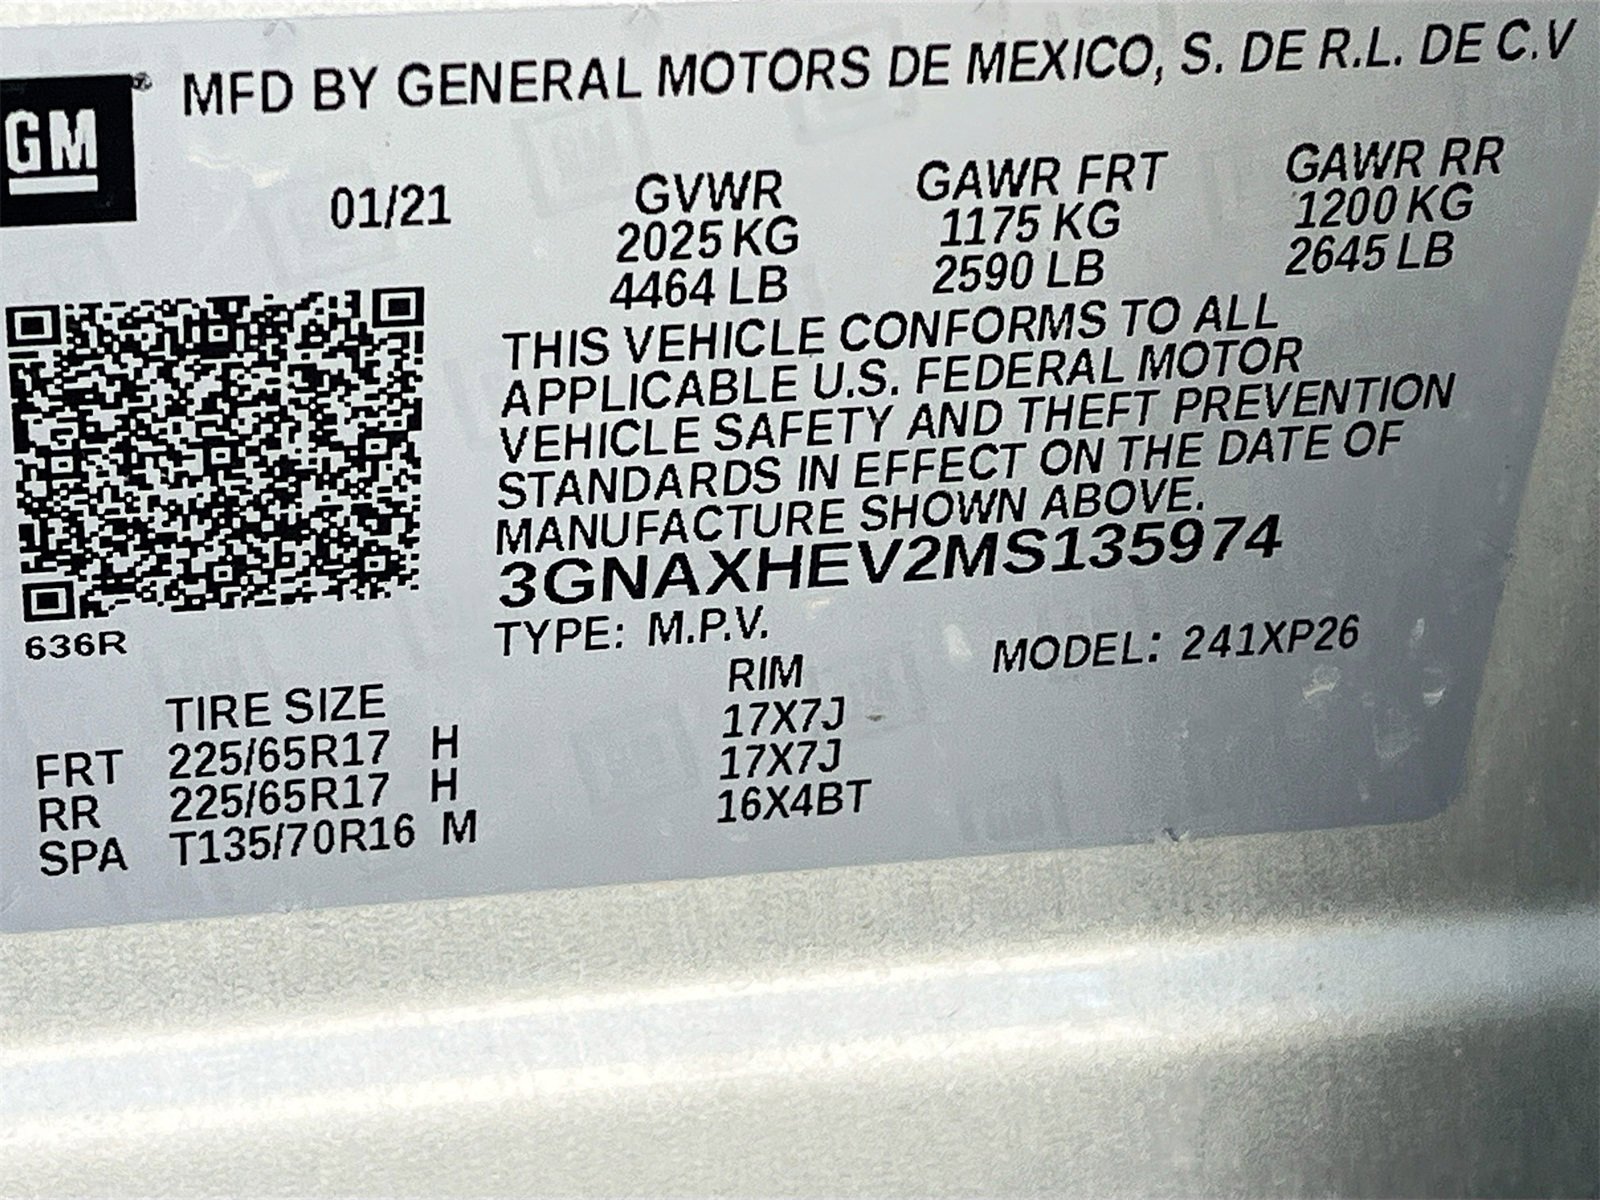 GM
MFD BY GENERAL MOTORS DE MEXICO, S. DE R.L. DE C.V
01/21 GVWR GAWR FRT GAWR RR
2025 KG 1175 KG 1200 KG
4464 LB 2590 LB 2645 LB
THIS VEHICLE CONFORMS TO ALL
APPLICABLE U.S. FEDERAL MOTOR
VEHICLE SAFETY AND THEFT PREVENTION
STANDARDS IN EFFECT ON THE DATE OF
MANUFACTURE SHOWN ABOVE.
3GNAXHEV2MS135974
636R
TYPE: M.P.V. MODEL: 241XP26
TIRE SIZE RIM
FRT 225/65R17 H 17X7J
RR 225/65R17 H 17X7J
SPA T135/70R16 M 16X4BT